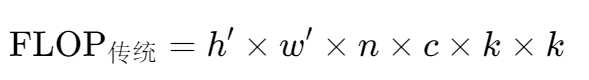 FLOP传统 = h′ × w′ × n × c × k × k